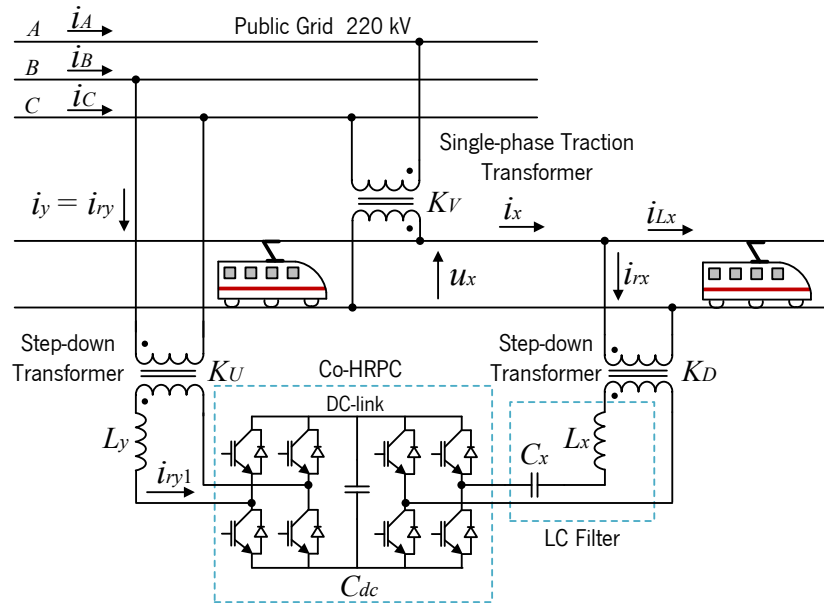 A iA Public Grid 220 kV
B iB
C iC
Single-phase Traction
Transformer
iy = iry
KV
ix
iLx
ux
irx
Step-down
Transformer
KU
Co-HRPC
Step-down
Transformer
KD
DC-link
Ly
Cx
Lx
iry1
LC Filter
Cdc